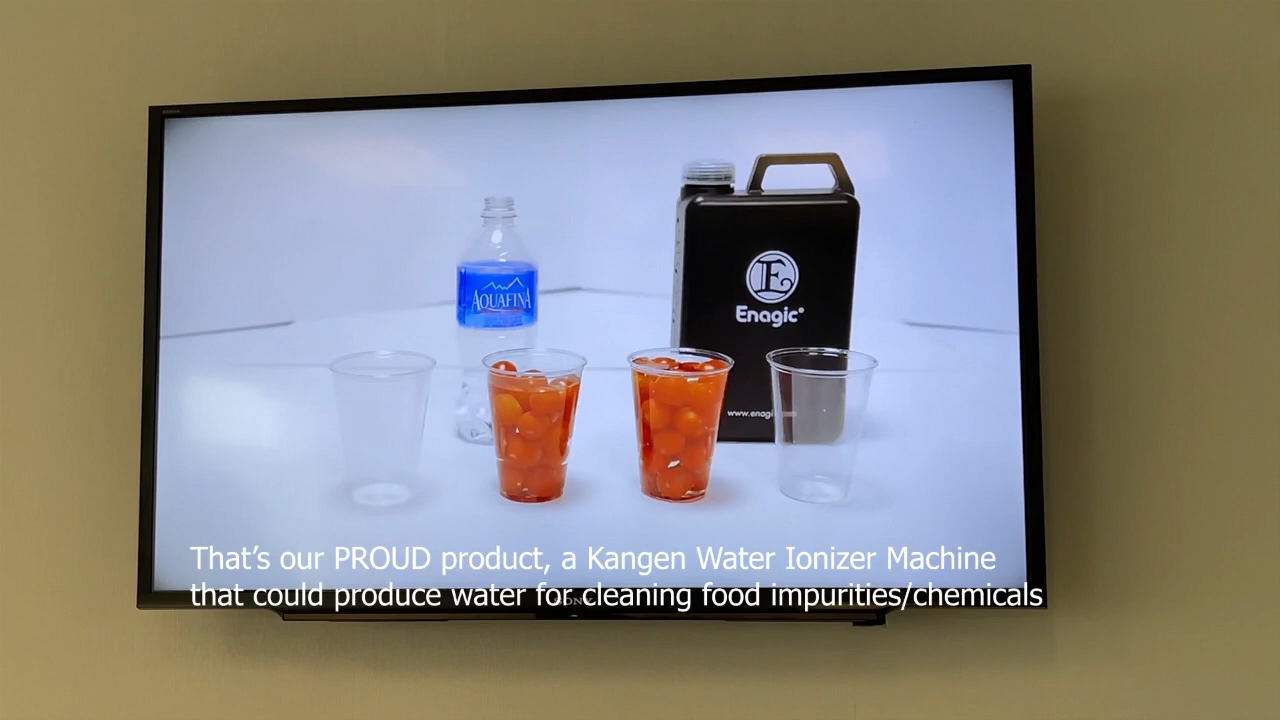 AQUAFINA
E
Enagic®
www.enagi
That's our PROUD product, a Kangen Water Ionizer Machine
that could produce water for cleaning food impurities/chemicals
SONY